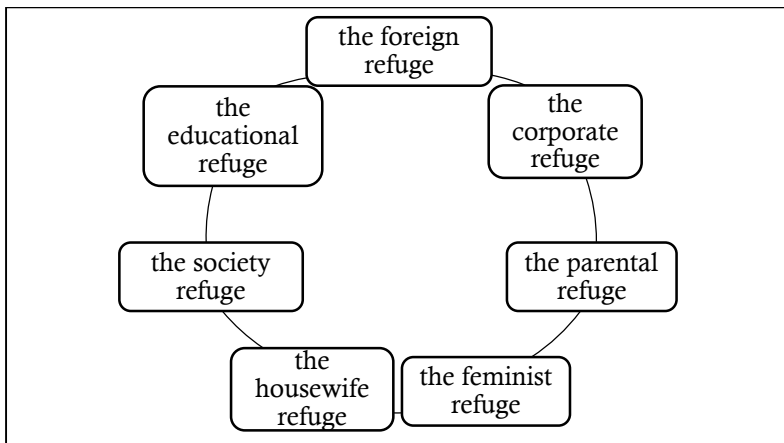 the foreign
refuge
the
corporate
refuge
the parental
refuge
the feminist
refuge
the
housewife
refuge
the society
refuge
the
educational
refuge